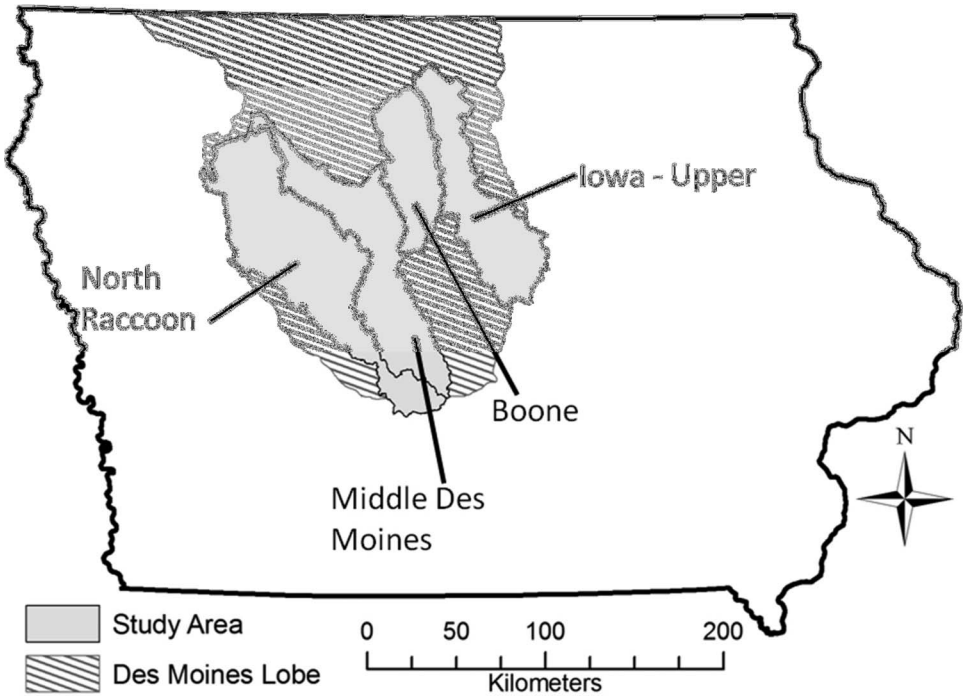 Iowa - Upper
North
Raccoon
Boone
N
Middle Des
Moines
Study Area
Des Moines Lobe
0 50 100 200
Kilometers